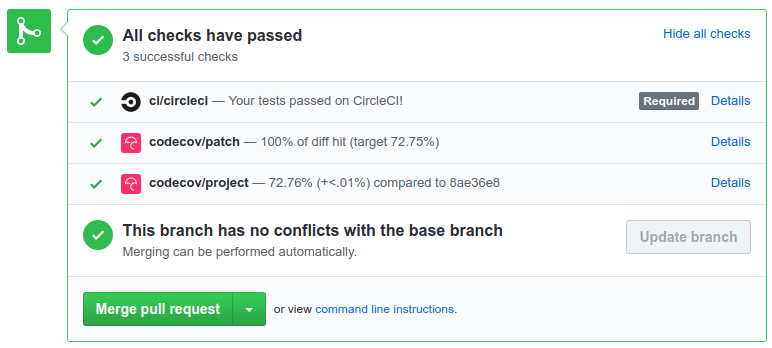 All checks have passed
Hide all checks
3 successful checks
ci/circleci — Your tests passed on CircleCI!
Required
Details
codecov/patch — 100% of diff hit (target 72.75%)
Details
codecov/project — 72.76% (+<.01%) compared to 8ae36e8
Details
This branch has no conflicts with the base branch
Merging can be performed automatically.
Update branch
Merge pull request
or view command line instructions.